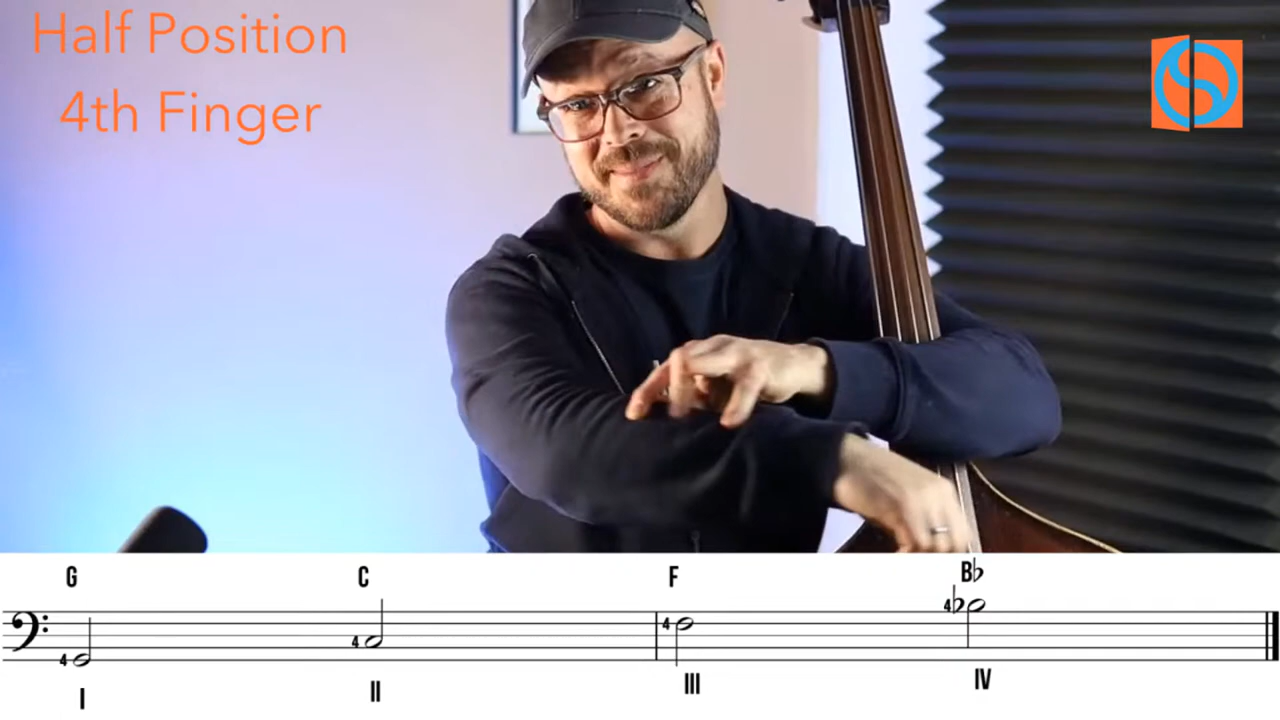 Half Position
4th Finger
G C F B♭
4 4 4 4♭
I II III IV